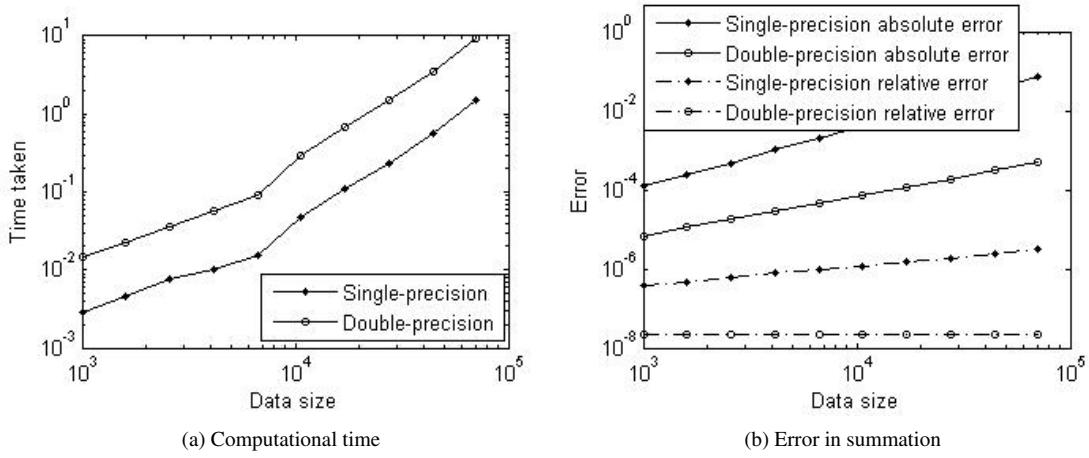 10^1
10^0
10^-1
10^-2
10^-3
Time taken
Single-precision
Double-precision
10^3
10^4
10^5
Data size
(a) Computational time
10^0
10^-2
10^-4
10^-6
10^-8
Error
Single-precision absolute error
Double-precision absolute error
Single-precision relative error
Double-precision relative error
10^3
10^4
10^5
Data size
(b) Error in summation